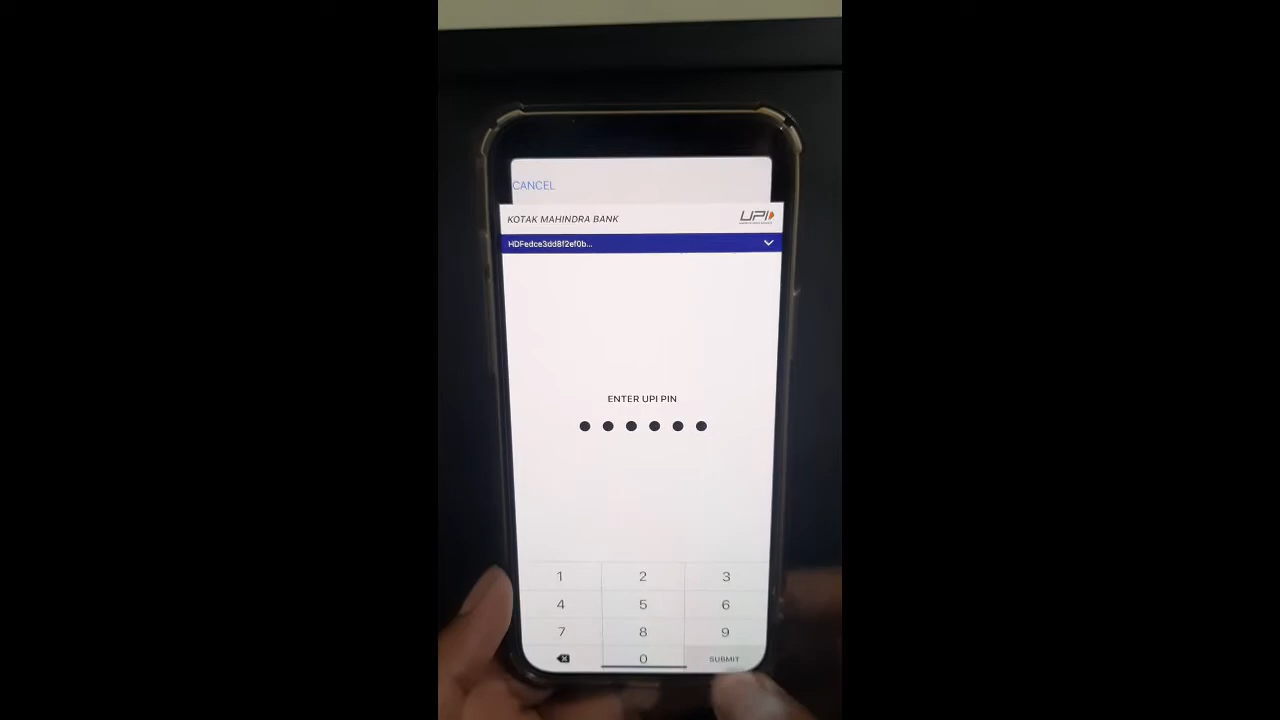 CANCEL
KOTAK MAHINDRA BANK
UPI
HDFedce3dd8f2ef0b...
ENTER UPI PIN
1 2 3
4 5 6
7 8 9
0 SUBMIT